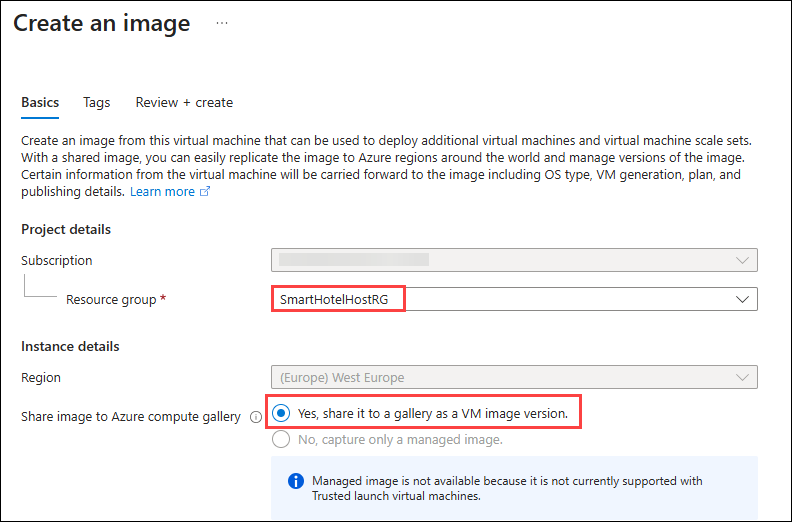 Create an image ...
Basics Tags Review + create
Create an image from this virtual machine that can be used to deploy additional virtual machines and virtual machine scale sets.
With a shared image, you can easily replicate the image to Azure regions around the world and manage versions of the image.
Certain information from the virtual machine will be carried forward to the image including OS type, VM generation, plan, and
publishing details. Learn more
Project details
Subscription
Resource group * SmartHotelHostRG
Instance details
Region (Europe) West Europe
Share image to Azure compute gallery Yes, share it to a gallery as a VM image version.
No, capture only a managed image.
Managed image is not available because it is not currently supported with
Trusted launch virtual machines.